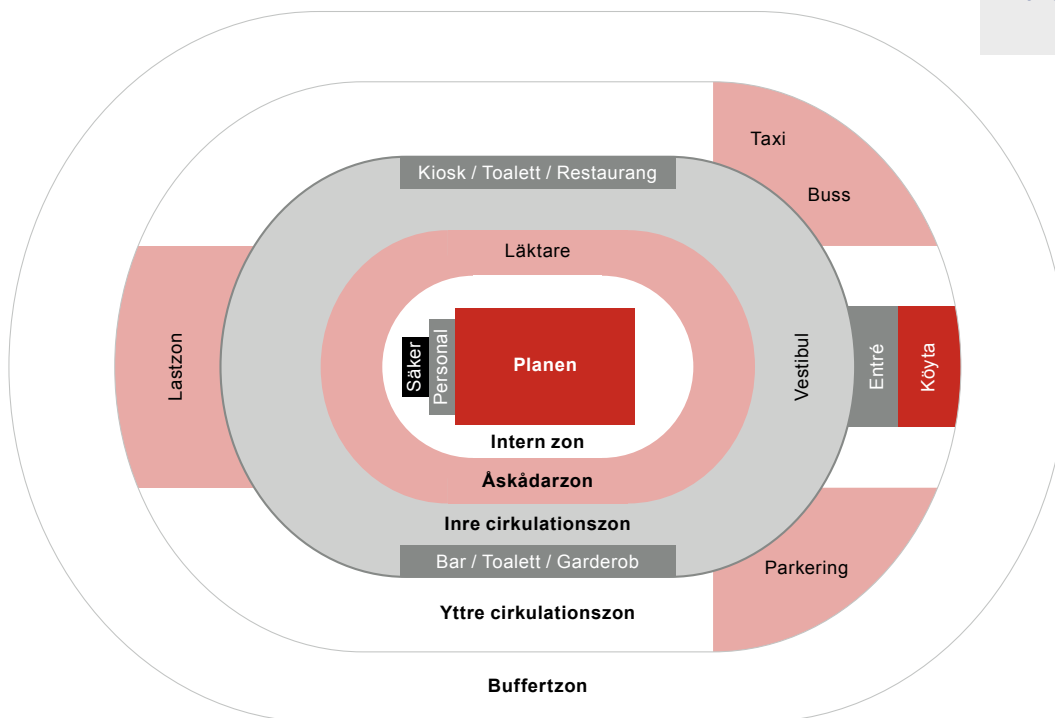 Taxi
Buss
Kiosk / Toalett / Restaurang
Läktare
Lastzon
Säker
Personal
Planen
Vestibul
Entré
Köyta
Intern zon
Åskådarzon
Inre cirkulationszon
Bar / Toalett / Garderob
Parkering
Yttre cirkulationszon
Buffertzon